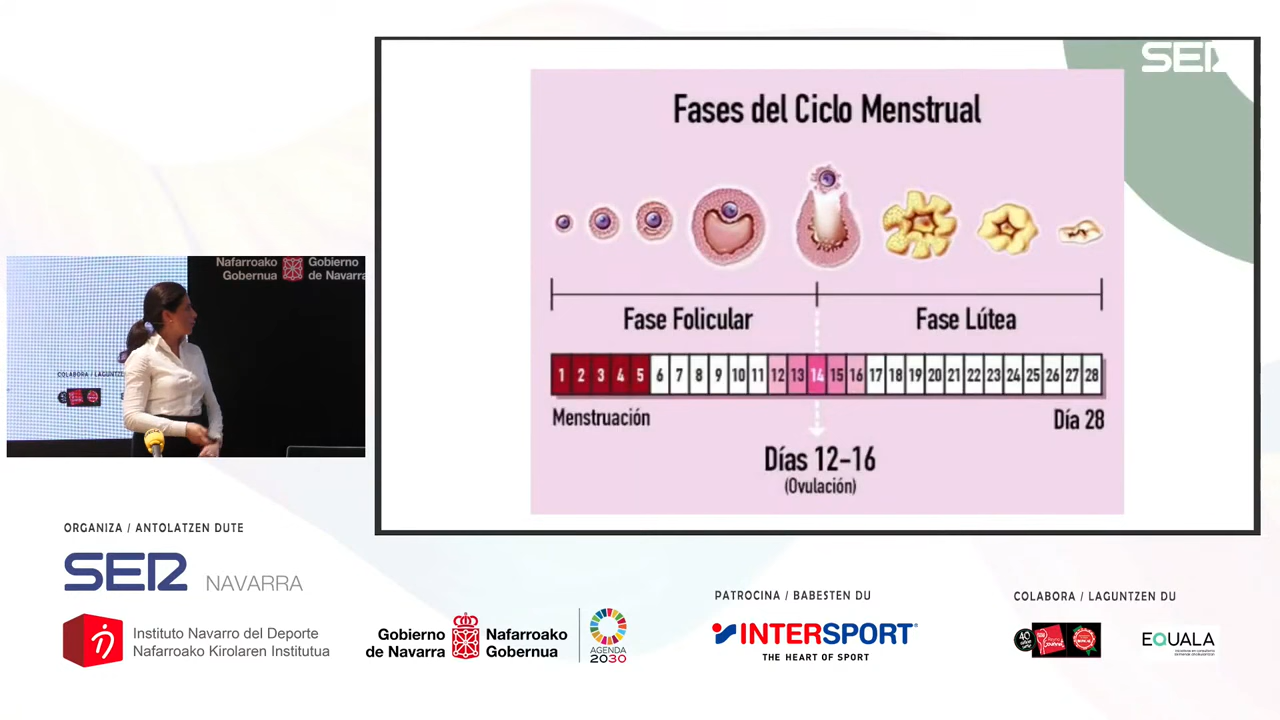 SER
Fases del Ciclo Menstrual
Fase Folicular
Fase Lútea
1 2 3 4 5 6 7 8 9 10 11 12 13 14 15 16 17 18 19 20 21 22 23 24 25 26 27 28
Menstruación
Día 28
Días 12-16
(Ovulación)
Nafarroako Gobierno
Gobernua de Navarra
COLABORA / LAGUNTZEN
ORGANIZA / ANTOLATZEN DUTE
SER NAVARRA
Instituto Navarro del Deporte
Nafarroako Kirolaren Institutua
Gobierno
de Navarra
Nafarroako
Gobernua
AGENDA
2030
PATROCINA / BABESTEN DU
INTERSPORT
THE HEART OF SPORT
COLABORA / LAGUNTZEN DU
40
EQUALA